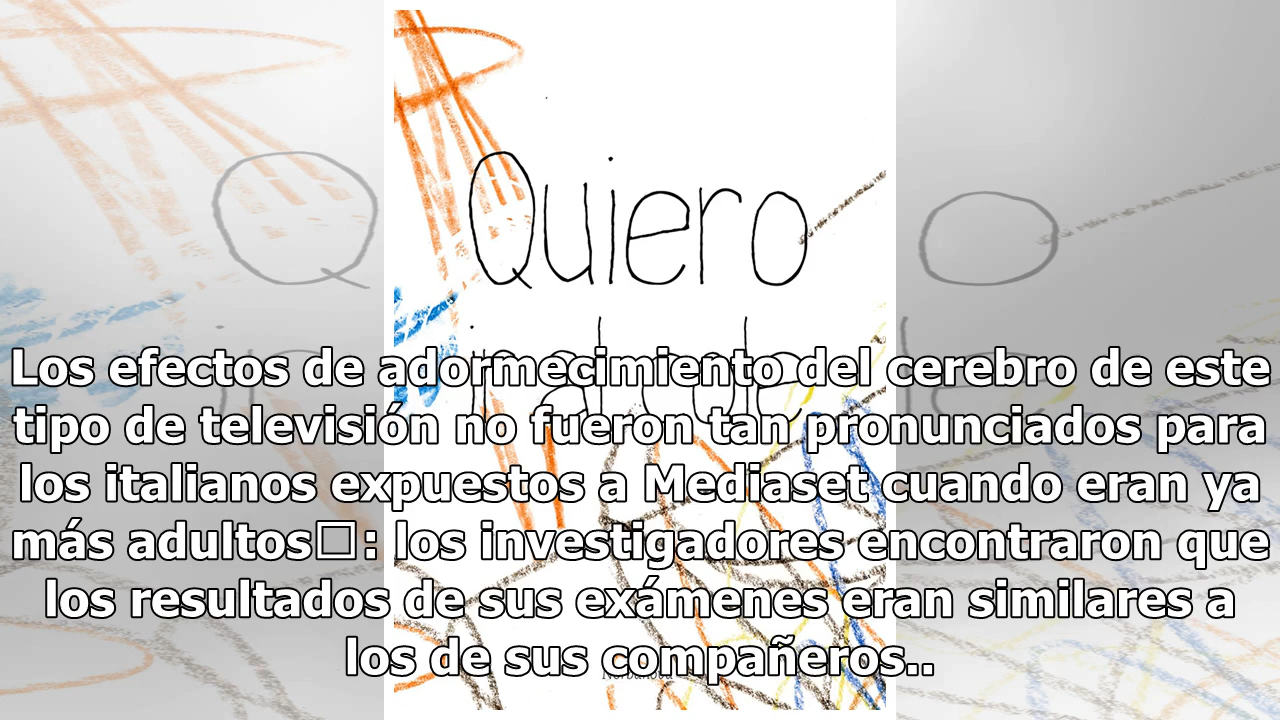 Quiero
Los efectos de adormecimiento del cerebro de este
tipo de televisión no fueron tan pronunciados para
los italianos expuestos a Mediaset cuando eran ya
más adultos□: los investigadores encontraron que
los resultados de sus exámenes eran similares a
los de sus compañeros..